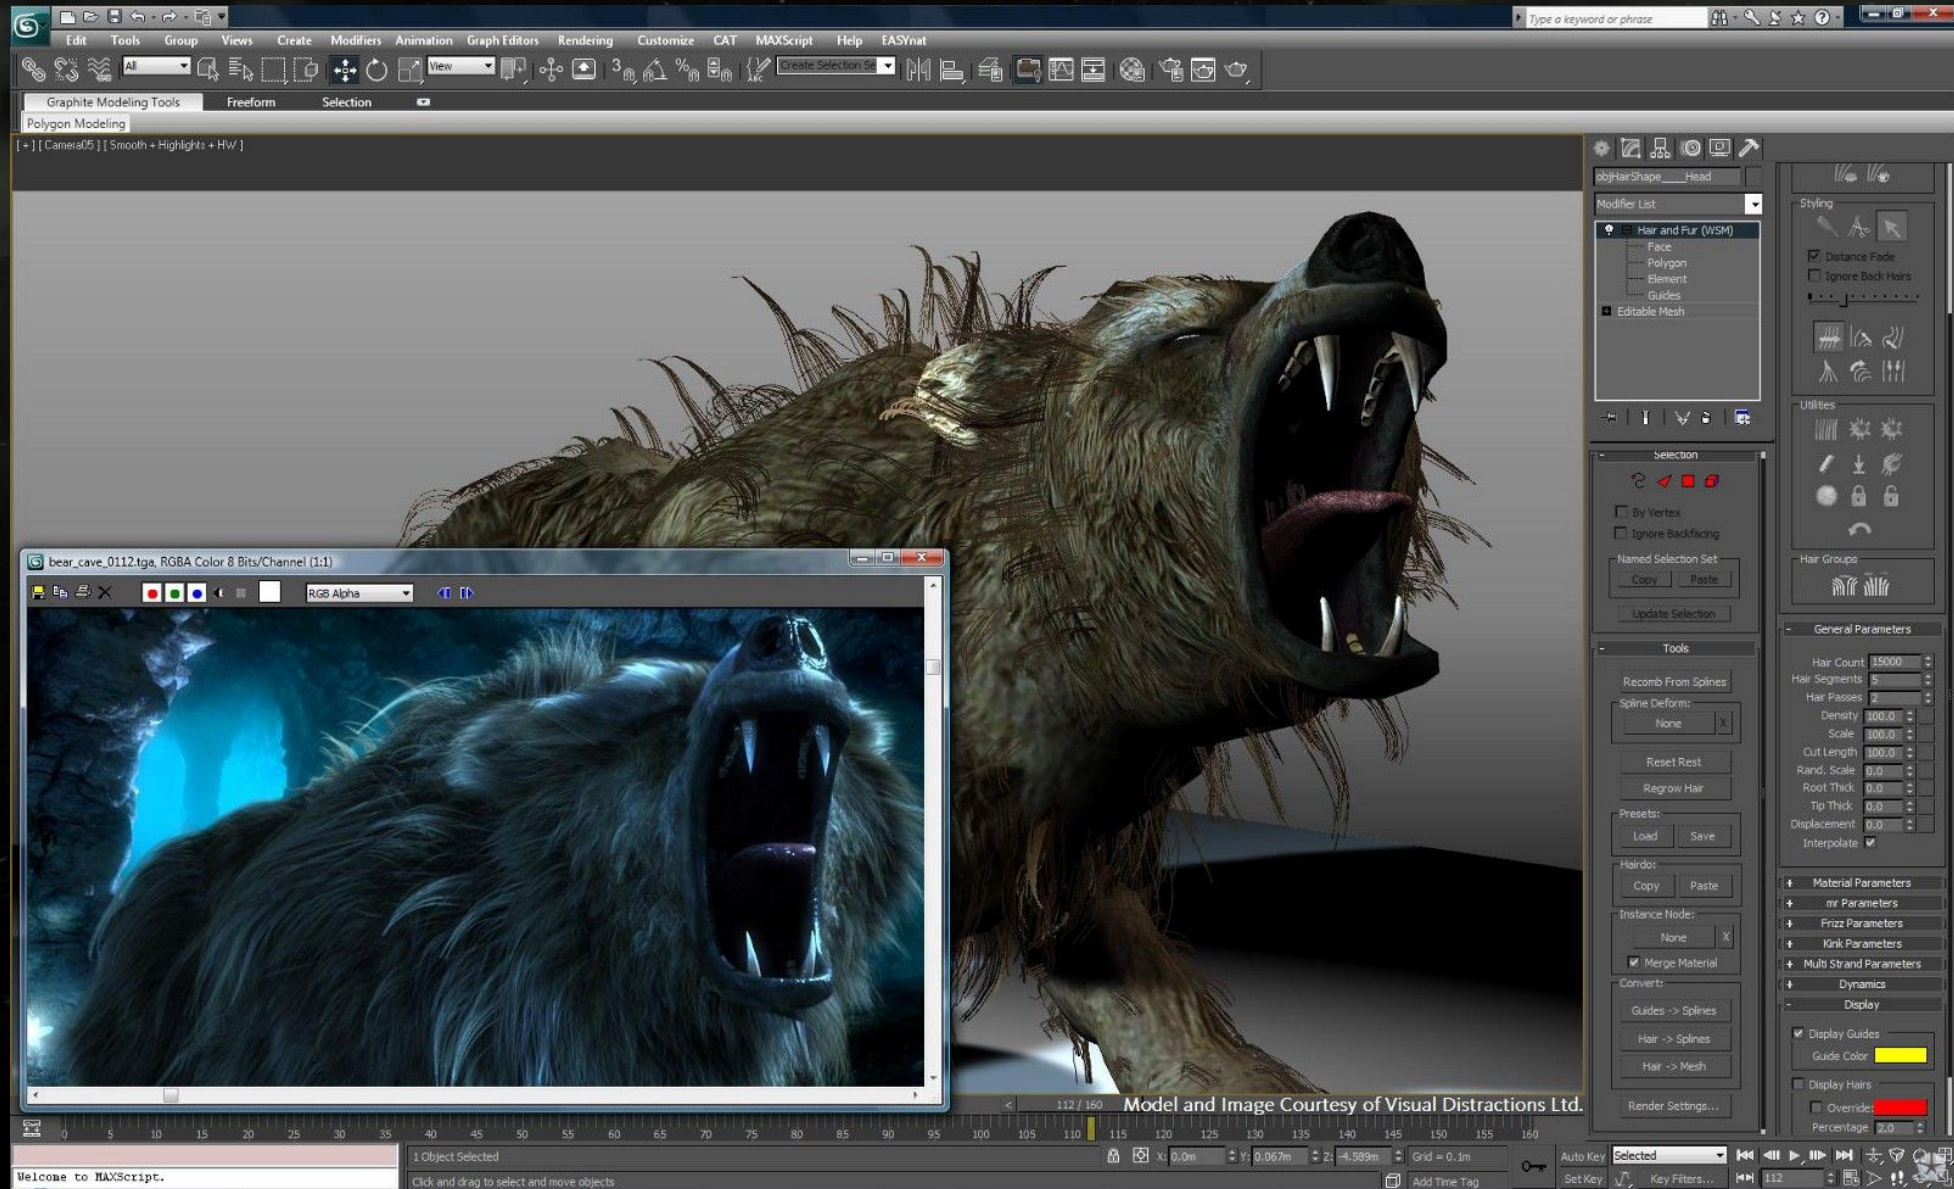 Type a keyword or phrase
Edit Tools Group Views Create Modifiers Animation Graph Editors Rendering Customize CAT MAXScript Help EASYnat
All View 3 Create Selection Se
Graphite Modeling Tools Freeform Selection
Polygon Modeling
[ + ] [ Camera05 ] [ Smooth + Highlights + HW ]
objHairShape____Head
Modifier List
Hair and Fur (WSM)
Face
Polygon
Element
Guides
Editable Mesh
Selection
By Vertex
Ignore Backfacing
Named Selection Set
Copy Paste
Update Selection
Tools
Recomb From Splines
Spline Deform:
None X
Reset Rest
Regrow Hair
Presets:
Load Save
Hairdo:
Copy Paste
Instance Node:
None X
Merge Material
Convert:
Guides -> Splines
Hair -> Splines
Hair -> Mesh
Render Settings...
Styling
Distance Fade
Ignore Back Hairs
Utilities
Hair Groups
General Parameters
Hair Count 15000
Hair Segments 5
Hair Passes 2
Density 100.0
Scale 100.0
Cut Length 100.0
Rand. Scale 0.0
Root Thick 0.0
Tip Thick 0.0
Displacement 0.0
Interpolate
+ Material Parameters
+ mr Parameters
+ Frizz Parameters
+ Kink Parameters
+ Multi Strand Parameters
+ Dynamics
- Display
Display Guides
Guide Color
Display Hairs
Override:
Percentage 2.0
bear_cave_0112.tga, RGBA Color 8 Bits/Channel (1:1)
RGB Alpha
< 112 / 160
Model and Image Courtesy of Visual Distractions Ltd.
0 5 10 15 20 25 30 35 40 45 50 55 60 65 70 75 80 85 90 95 100 105 110 115 120 125 130 135 140 145 150 155 160
1 Object Selected X: 0.0m Y: 0.067m Z: -4.589m Grid = 0.1m Auto Key Selected
Welcome to MAXScript. Click and drag to select and move objects Add Time Tag Set Key Key Filters... 112